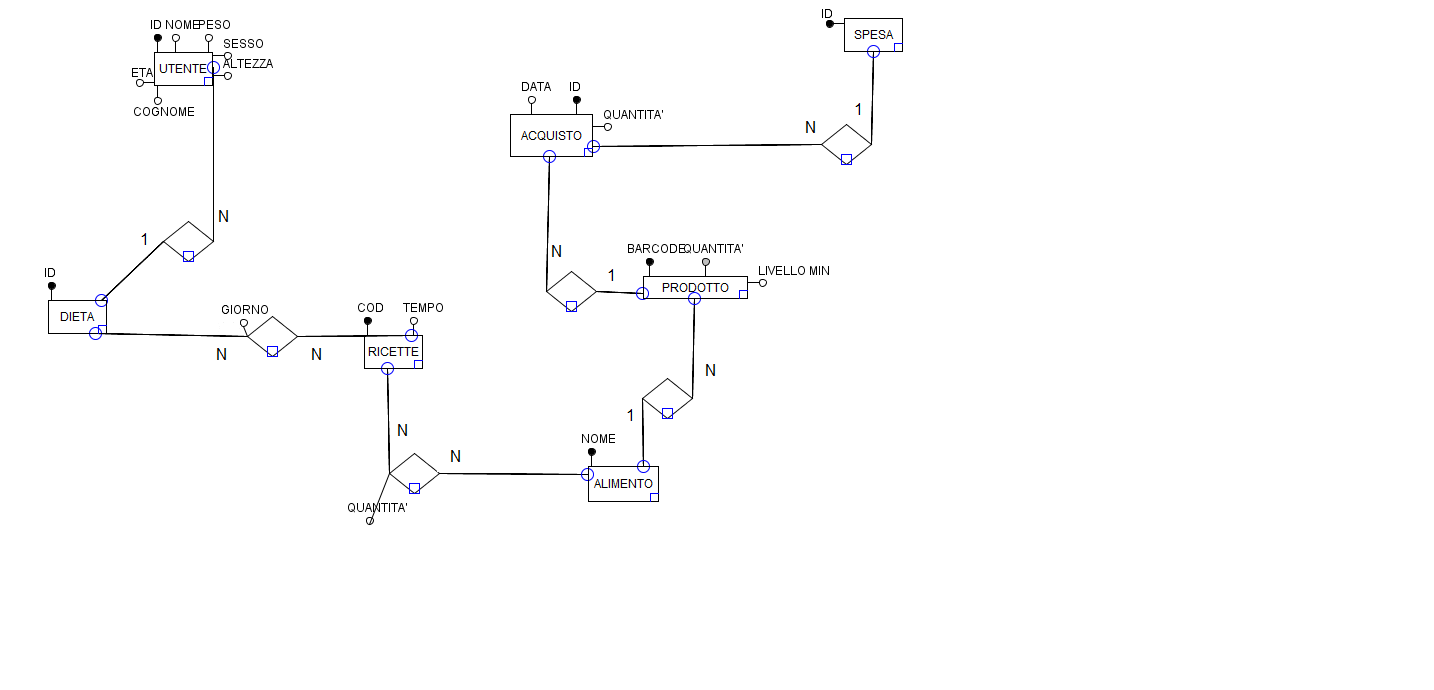 ID
SPESA
ID NOME PESO
SESSO
UTENTE
ALTEZZA
ETA
COGNOME
DATA
ID
QUANTITA'
ACQUISTO
N
1
N
1
N
1
BARCODE
QUANTITA'
LIVELLO MIN
PRODOTTO
ID
DIETA
GIORNO
COD
TEMPO
RICETTE
N
N
N
1
N
N
NOME
ALIMENTO
QUANTITA'